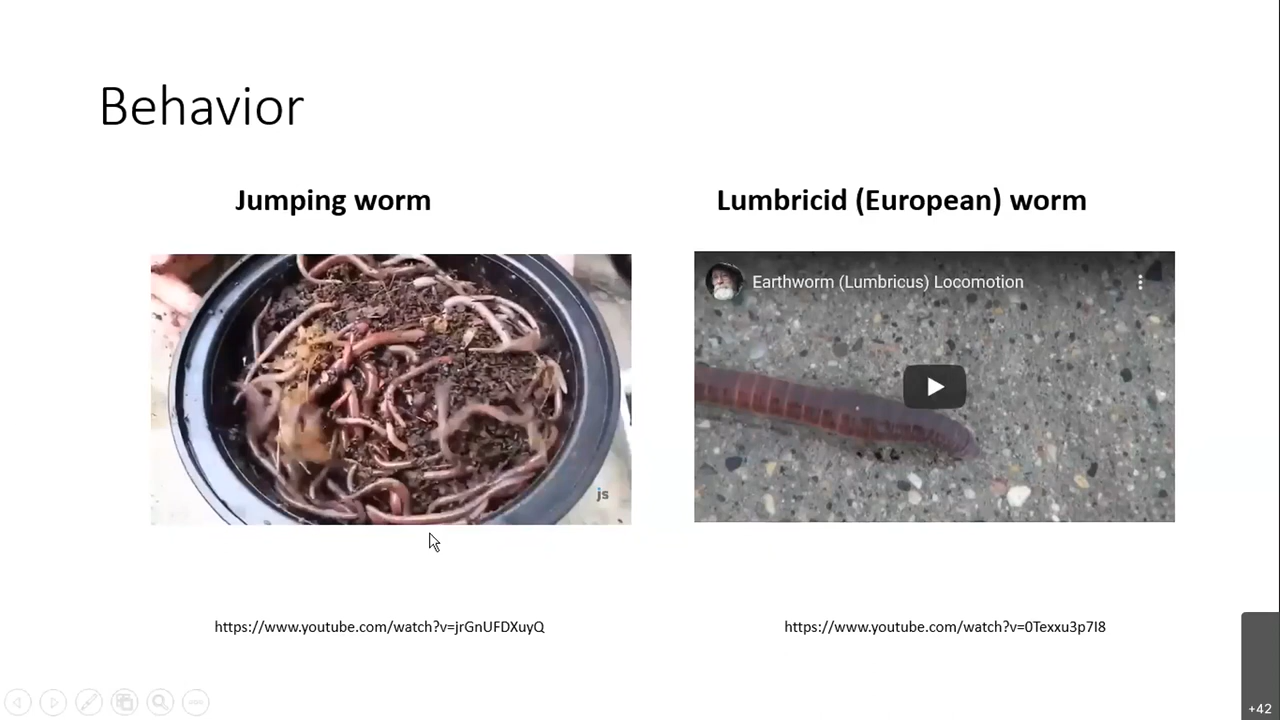 Behavior
Jumping worm
Lumbricid (European) worm
Earthworm (Lumbricus) Locomotion
js
https://www.youtube.com/watch?v=jrGnUFDXuyQ
https://www.youtube.com/watch?v=0Texxu3p7I8
+42